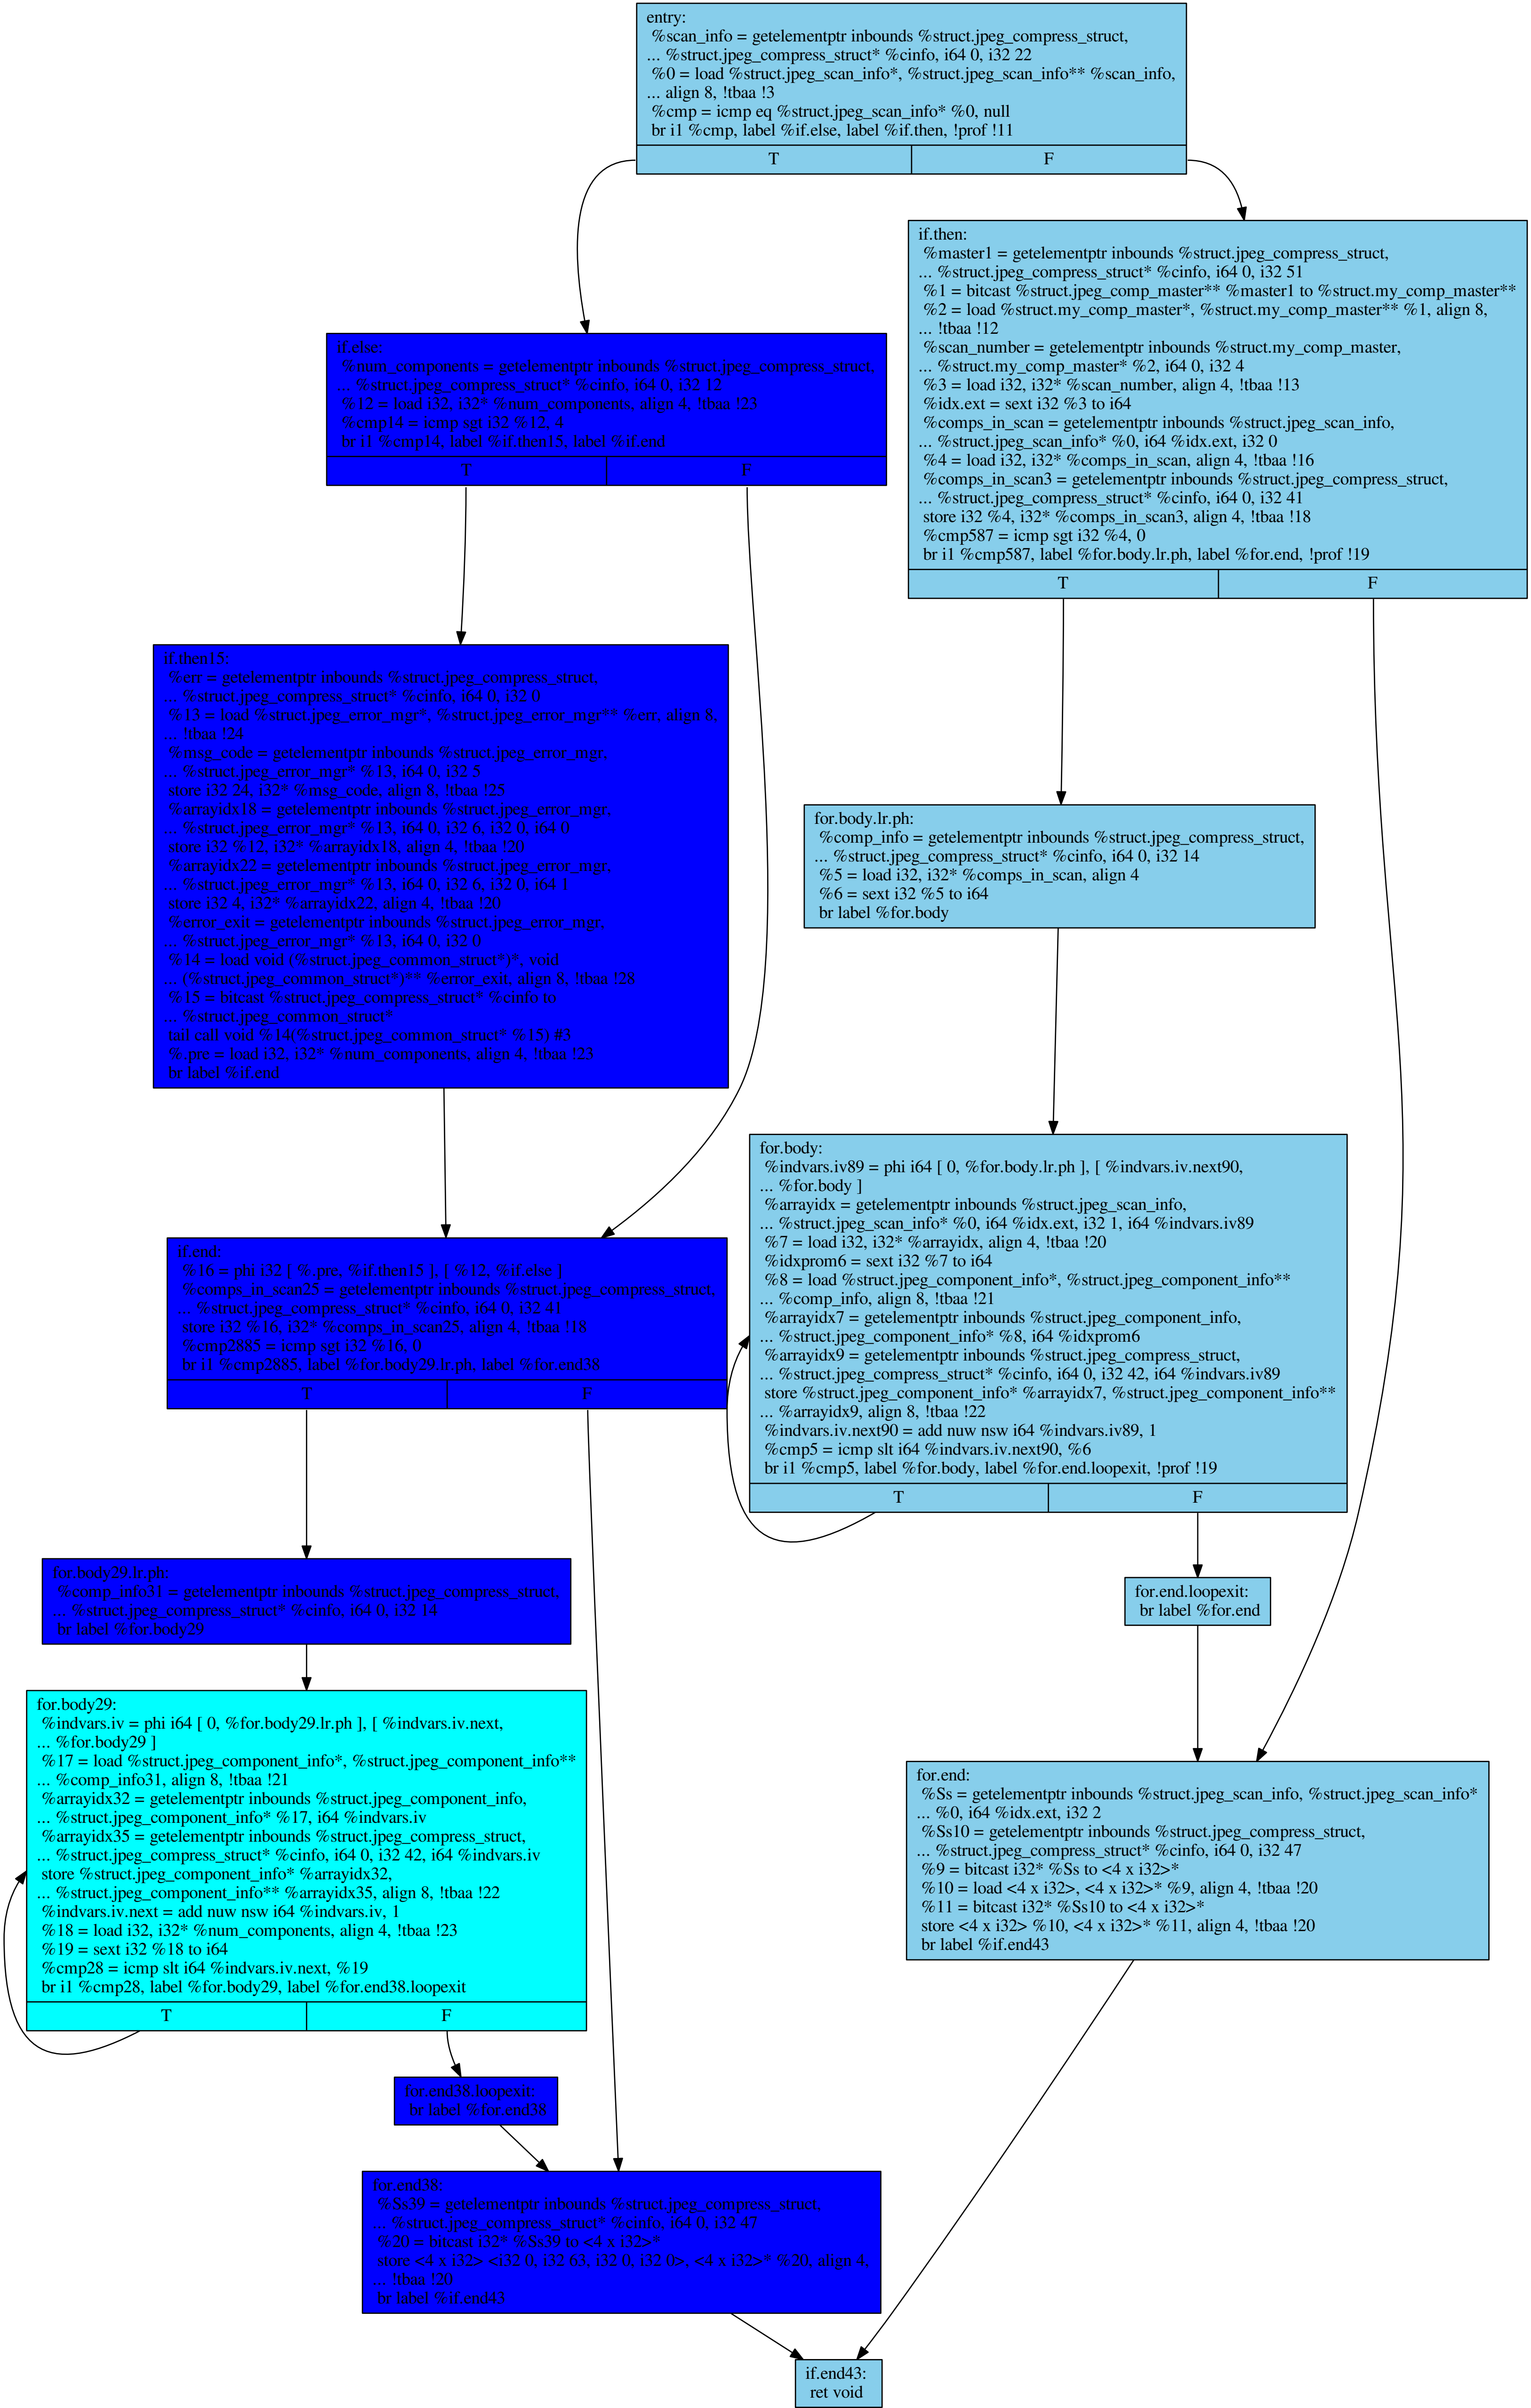 entry:
%scan_info = getelementptr inbounds %struct.jpeg_compress_struct,
... %struct.jpeg_compress_struct* %cinfo, i64 0, i32 22
%0 = load %struct.jpeg_scan_info*, %struct.jpeg_scan_info** %scan_info,
... align 8, !tbaa !3
%cmp = icmp eq %struct.jpeg_scan_info* %0, null
br i1 %cmp, label %if.else, label %if.then, !prof !11
T
F
if.then:
%master1 = getelementptr inbounds %struct.jpeg_compress_struct,
... %struct.jpeg_compress_struct* %cinfo, i64 0, i32 51
%1 = bitcast %struct.jpeg_comp_master** %master1 to %struct.my_comp_master**
%2 = load %struct.my_comp_master*, %struct.my_comp_master** %1, align 8,
... !tbaa !12
%scan_number = getelementptr inbounds %struct.my_comp_master,
... %struct.my_comp_master* %2, i64 0, i32 4
%3 = load i32, i32* %scan_number, align 4, !tbaa !13
%idx.ext = sext i32 %3 to i64
%comps_in_scan = getelementptr inbounds %struct.jpeg_scan_info,
... %struct.jpeg_scan_info* %0, i64 %idx.ext, i32 0
%4 = load i32, i32* %comps_in_scan, align 4, !tbaa !16
%comps_in_scan3 = getelementptr inbounds %struct.jpeg_compress_struct,
... %struct.jpeg_compress_struct* %cinfo, i64 0, i32 41
store i32 %4, i32* %comps_in_scan3, align 4, !tbaa !18
%cmp587 = icmp sgt i32 %4, 0
br i1 %cmp587, label %for.body.lr.ph, label %for.end, !prof !19
T
F
if.else:
%num_components = getelementptr inbounds %struct.jpeg_compress_struct,
... %struct.jpeg_compress_struct* %cinfo, i64 0, i32 12
%12 = load i32, i32* %num_components, align 4, !tbaa !23
%cmp14 = icmp sgt i32 %12, 4
br i1 %cmp14, label %if.then15, label %if.end
T
F
if.then15:
%err = getelementptr inbounds %struct.jpeg_compress_struct,
... %struct.jpeg_compress_struct* %cinfo, i64 0, i32 0
%13 = load %struct.jpeg_error_mgr*, %struct.jpeg_error_mgr** %err, align 8,
... !tbaa !24
%msg_code = getelementptr inbounds %struct.jpeg_error_mgr,
... %struct.jpeg_error_mgr* %13, i64 0, i32 5
store i32 24, i32* %msg_code, align 8, !tbaa !25
%arrayidx18 = getelementptr inbounds %struct.jpeg_error_mgr,
... %struct.jpeg_error_mgr* %13, i64 0, i32 6, i32 0, i64 0
store i32 %12, i32* %arrayidx18, align 4, !tbaa !20
%arrayidx22 = getelementptr inbounds %struct.jpeg_error_mgr,
... %struct.jpeg_error_mgr* %13, i64 0, i32 6, i32 0, i64 1
store i32 4, i32* %arrayidx22, align 4, !tbaa !20
%error_exit = getelementptr inbounds %struct.jpeg_error_mgr,
... %struct.jpeg_error_mgr* %13, i64 0, i32 0
%14 = load void (%struct.jpeg_common_struct*)*, void
... (%struct.jpeg_common_struct*)** %error_exit, align 8, !tbaa !28
%15 = bitcast %struct.jpeg_compress_struct* %cinfo to
... %struct.jpeg_common_struct*
tail call void %14(%struct.jpeg_common_struct* %15) #3
%.pre = load i32, i32* %num_components, align 4, !tbaa !23
br label %if.end
for.body.lr.ph:
%comp_info = getelementptr inbounds %struct.jpeg_compress_struct,
... %struct.jpeg_compress_struct* %cinfo, i64 0, i32 14
%5 = load i32, i32* %comps_in_scan, align 4
%6 = sext i32 %5 to i64
br label %for.body
for.body:
%indvars.iv89 = phi i64 [ 0, %for.body.lr.ph ], [ %indvars.iv.next90,
... %for.body ]
%arrayidx = getelementptr inbounds %struct.jpeg_scan_info,
... %struct.jpeg_scan_info* %0, i64 %idx.ext, i32 1, i64 %indvars.iv89
%7 = load i32, i32* %arrayidx, align 4, !tbaa !20
%idxprom6 = sext i32 %7 to i64
%8 = load %struct.jpeg_component_info*, %struct.jpeg_component_info**
... %comp_info, align 8, !tbaa !21
%arrayidx7 = getelementptr inbounds %struct.jpeg_component_info,
... %struct.jpeg_component_info* %8, i64 %idxprom6
%arrayidx9 = getelementptr inbounds %struct.jpeg_compress_struct,
... %struct.jpeg_compress_struct* %cinfo, i64 0, i32 42, i64 %indvars.iv89
store %struct.jpeg_component_info* %arrayidx7, %struct.jpeg_component_info**
... %arrayidx9, align 8, !tbaa !22
%indvars.iv.next90 = add nuw nsw i64 %indvars.iv89, 1
%cmp5 = icmp slt i64 %indvars.iv.next90, %6
br i1 %cmp5, label %for.body, label %for.end.loopexit, !prof !19
T
F
if.end:
%16 = phi i32 [ %.pre, %if.then15 ], [ %12, %if.else ]
%comps_in_scan25 = getelementptr inbounds %struct.jpeg_compress_struct,
... %struct.jpeg_compress_struct* %cinfo, i64 0, i32 41
store i32 %16, i32* %comps_in_scan25, align 4, !tbaa !18
%cmp2885 = icmp sgt i32 %16, 0
br i1 %cmp2885, label %for.body29.lr.ph, label %for.end38
T
F
for.body29.lr.ph:
%comp_info31 = getelementptr inbounds %struct.jpeg_compress_struct,
... %struct.jpeg_compress_struct* %cinfo, i64 0, i32 14
br label %for.body29
for.end.loopexit:
br label %for.end
for.body29:
%indvars.iv = phi i64 [ 0, %for.body29.lr.ph ], [ %indvars.iv.next,
... %for.body29 ]
%17 = load %struct.jpeg_component_info*, %struct.jpeg_component_info**
... %comp_info31, align 8, !tbaa !21
%arrayidx32 = getelementptr inbounds %struct.jpeg_component_info,
... %struct.jpeg_component_info* %17, i64 %indvars.iv
%arrayidx35 = getelementptr inbounds %struct.jpeg_compress_struct,
... %struct.jpeg_compress_struct* %cinfo, i64 0, i32 42, i64 %indvars.iv
store %struct.jpeg_component_info* %arrayidx32,
... %struct.jpeg_component_info** %arrayidx35, align 8, !tbaa !22
%indvars.iv.next = add nuw nsw i64 %indvars.iv, 1
%18 = load i32, i32* %num_components, align 4, !tbaa !23
%19 = sext i32 %18 to i64
%cmp28 = icmp slt i64 %indvars.iv.next, %19
br i1 %cmp28, label %for.body29, label %for.end38.loopexit
T
F
for.end:
%Ss = getelementptr inbounds %struct.jpeg_scan_info, %struct.jpeg_scan_info*
... %0, i64 %idx.ext, i32 2
%Ss10 = getelementptr inbounds %struct.jpeg_compress_struct,
... %struct.jpeg_compress_struct* %cinfo, i64 0, i32 47
%9 = bitcast i32* %Ss to <4 x i32>*
%10 = load <4 x i32>, <4 x i32>* %9, align 4, !tbaa !20
%11 = bitcast i32* %Ss10 to <4 x i32>*
store <4 x i32> %10, <4 x i32>* %11, align 4, !tbaa !20
br label %if.end43
for.end38.loopexit:
br label %for.end38
for.end38:
%Ss39 = getelementptr inbounds %struct.jpeg_compress_struct,
... %struct.jpeg_compress_struct* %cinfo, i64 0, i32 47
%20 = bitcast i32* %Ss39 to <4 x i32>*
store <4 x i32> <i32 0, i32 63, i32 0, i32 0>, <4 x i32>* %20, align 4,
... !tbaa !20
br label %if.end43
if.end43:
ret void